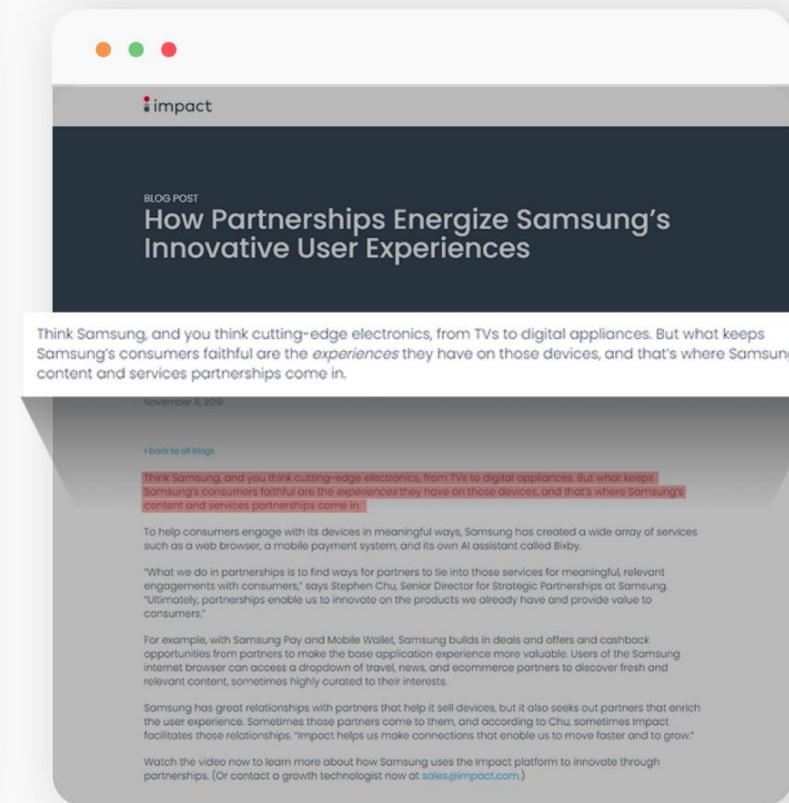 impact
BLOG POST
How Partnerships Energize Samsung's
Innovative User Experiences
Think Samsung, and you think cutting-edge electronics, from TVs to digital appliances. But what keeps
Samsung's consumers faithful are the experiences they have on those devices, and that's where Samsung
content and services partnerships come in.
November 11, 2019
‹ back to all blogs
Think Samsung, and you think cutting-edge electronics, from TVs to digital appliances. But what keeps
Samsung's consumers faithful are the experiences they have on those devices, and that's where Samsung's
content and services partnerships come in.
To help consumers engage with its devices in meaningful ways, Samsung has created a wide array of services
such as a web browser, a mobile payment system, and its own AI assistant called Bixby.
"What we do in partnerships is to find ways for partners to tie into those services for meaningful, relevant
engagements with consumers," says Stephen Chu, Senior Director for Strategic Partnerships at Samsung.
"Ultimately, partnerships enable us to innovate on the products we already have and provide value to
consumers."
For example, with Samsung Pay and Mobile Wallet, Samsung builds in deals and offers and cashback
opportunities from partners to make the base application experience more valuable. Users of the Samsung
internet browser can access a dropdown of travel, news, and ecommerce partners to discover fresh and
relevant content, sometimes highly curated to their interests.
Samsung has great relationships with partners that help it sell devices, but it also seeks out partners that enrich
the user experience. Sometimes those partners come to them, and according to Chu, sometimes Impact
facilitates those relationships. "Impact helps us make connections that enable us to move faster and to grow."
Watch the video now to learn more about how Samsung uses the Impact platform to innovate through
partnerships. (Or contact a growth technologist now at sales@impact.com.)